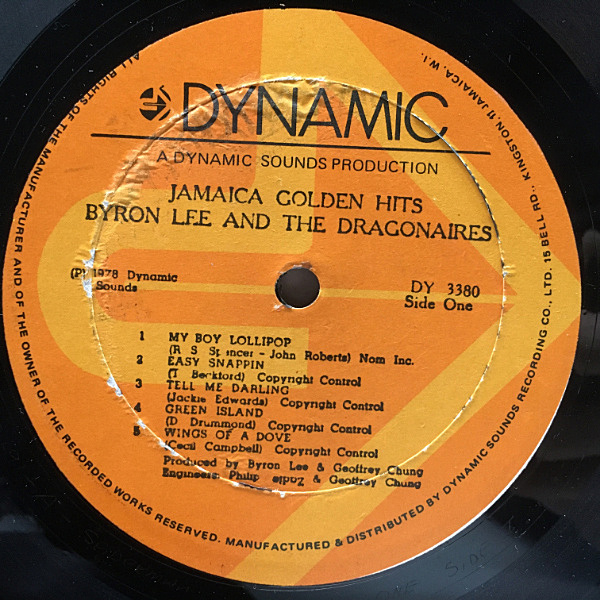 DYNAMIC
A DYNAMIC SOUNDS PRODUCTION
JAMAICA GOLDEN HITS
BYRON LEE AND THE DRAGONAIRES
(P) 1978 Dynamic
Sounds
DY 3380
Side One
1 MY BOY LOLLIPOP
(R S Spencer - John Roberts) Nom Inc.
2 EASY SNAPPIN
(T Beckford) Copyright Control
3 TELL ME DARLING
(Jackie Edwards) Copyright Control
4 GREEN ISLAND
(D Drummond) Copyright Control
5 WINGS OF A DOVE
(Cecil Campbell) Copyright Control
Produced by Byron Lee & Geoffrey Chung
Engineers: Philip & Geoffrey Chung
ALL RIGHTS OF THE MANUFACTURER AND OF THE OWNER OF THE RECORDED WORKS RESERVED. MANUFACTURED & DISTRIBUTED BY DYNAMIC SOUNDS RECORDING CO., LTD. 15 BELL RD., KINGSTON, 11 JAMAICA, W.I.